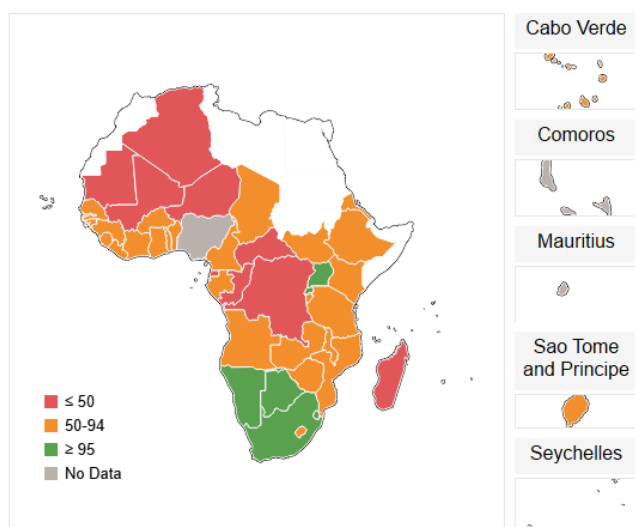 Cabo Verde
Comoros
Mauritius
Sao Tome
and Principe
Seychelles
≤ 50
50-94
≥ 95
No Data